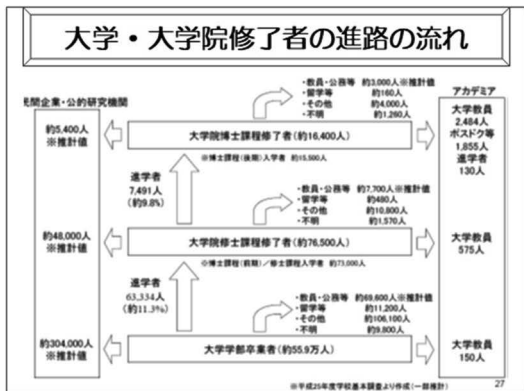 大学・大学院修了者の進路の流れ
民間企業・公的研究機関
アカデミア
・教員・公務等 約3,000人※推計値
・留学等 約160人
・その他 約4,000人
・不明 約1,260人
約5,400人
※推計値
大学院博士課程修了者(約16,400人)
大学教員
2,484人
ポスドク等
1,855人
進学者
130人
※博士課程(後期)入学者 約15,500人
進学者
7,491人
(約9.8%)
・教員・公務等 約7,700人※推計値
・留学等 約480人
・その他 約10,800人
・不明 約1,570人
約48,000人
※推計値
大学院修士課程修了者(約76,500人)
大学教員
575人
※博士課程(前期)/修士課程入学者 約73,000人
進学者
63,334人
(約11.3%)
・教員・公務等 約69,600人※推計値
・留学等 約11,200人
・その他 約106,100人
・不明 約9,800人
約304,000人
※推計値
大学学部卒業者(約55.9万人)
大学教員
150人
※平成25年度学校基本調査より作成(一部推計)
27